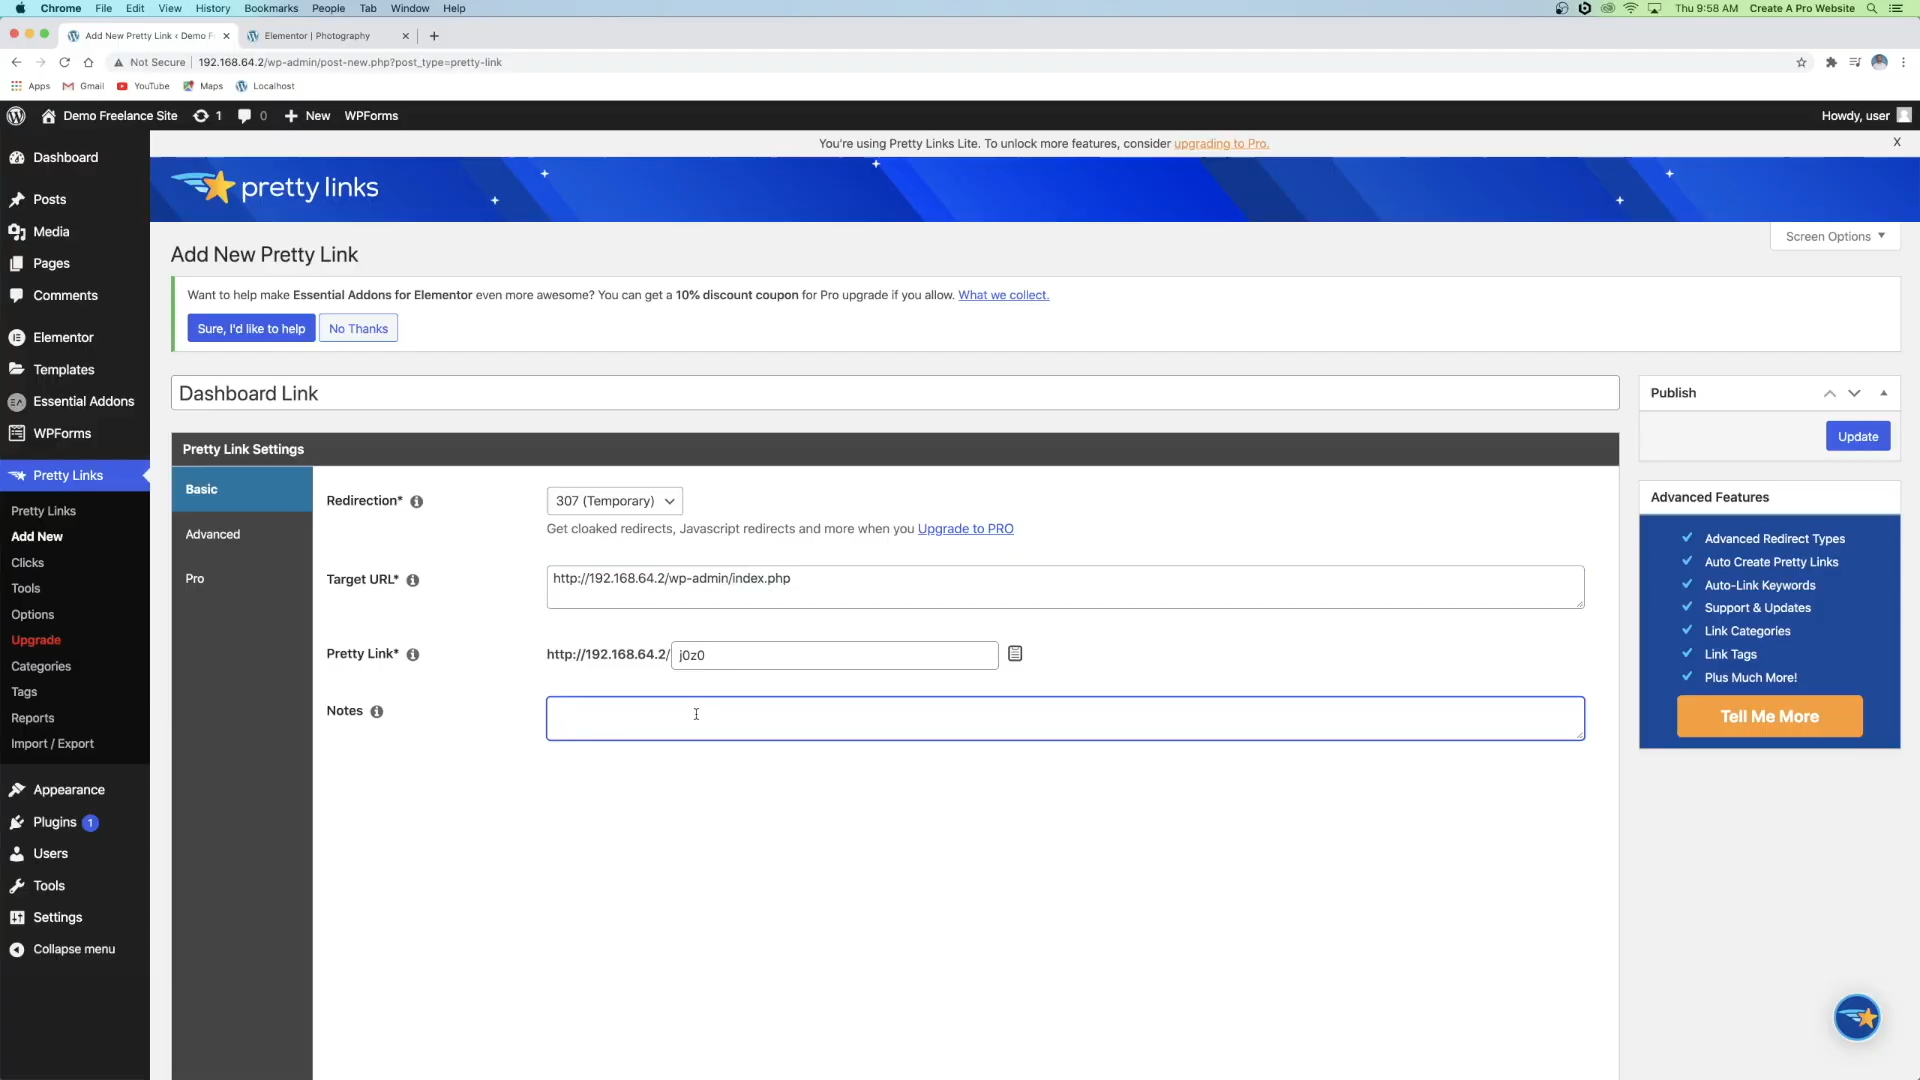 Chrome File Edit View History Bookmarks People Tab Window Help Thu 9:58 AM Create A Pro Website
Add New Pretty Link ‹ Demo Elementor | Photography
Not Secure 192.168.64.2/wp-admin/post-new.php?post_type=pretty-link
Apps Gmail YouTube Maps Localhost
Demo Freelance Site 1 0 New WPForms Howdy, user
You're using Pretty Links Lite. To unlock more features, consider upgrading to Pro. X
pretty links
Screen Options
Add New Pretty Link
Want to help make Essential Addons for Elementor even more awesome? You can get a 10% discount coupon for Pro upgrade if you allow. What we collect.
Sure, I'd like to help No Thanks
Dashboard Link
Pretty Link Settings
Basic
Advanced
Pro
Redirection* 307 (Temporary)
Get cloaked redirects, Javascript redirects and more when you Upgrade to PRO
Target URL* http://192.168.64.2/wp-admin/index.php
Pretty Link* http://192.168.64.2/ j0z0
Notes
Publish
Update
Advanced Features
Advanced Redirect Types
Auto Create Pretty Links
Auto-Link Keywords
Support & Updates
Link Categories
Link Tags
Plus Much More!
Tell Me More
Dashboard
Posts
Media
Pages
Comments
Elementor
Templates
Essential Addons
WPForms
Pretty Links
Pretty Links
Add New
Clicks
Tools
Options
Upgrade
Categories
Tags
Reports
Import / Export
Appearance
Plugins 1
Users
Tools
Settings
Collapse menu